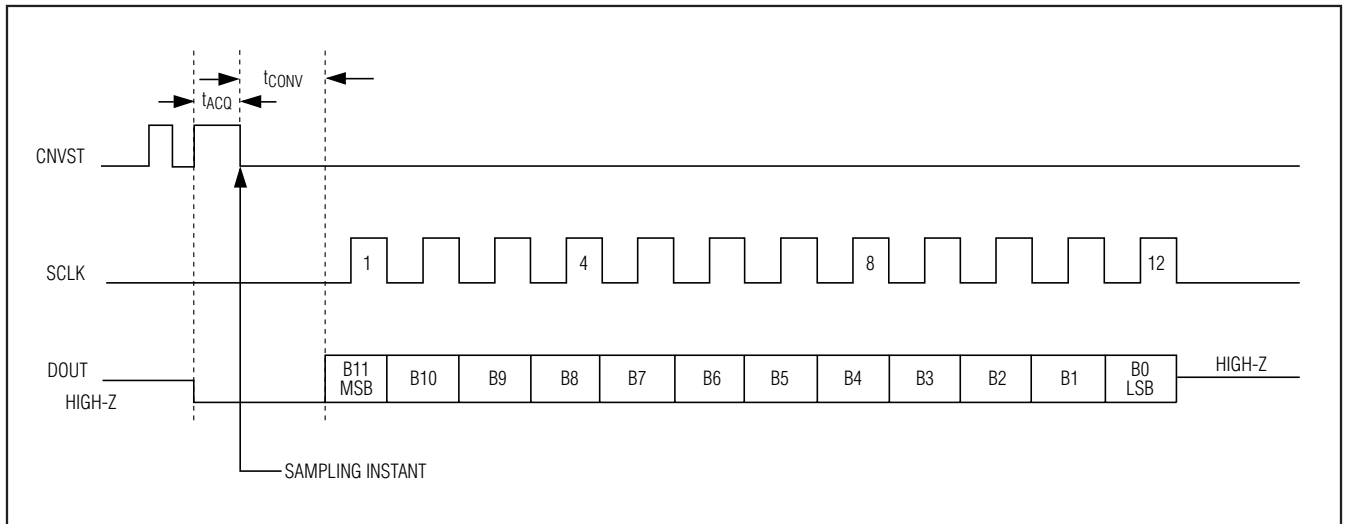 tCONV
tACQ
CNVST
SCLK
1
4
8
12
DOUT
HIGH-Z
B11
MSB
B10
B9
B8
B7
B6
B5
B4
B3
B2
B1
B0
LSB
HIGH-Z
SAMPLING INSTANT